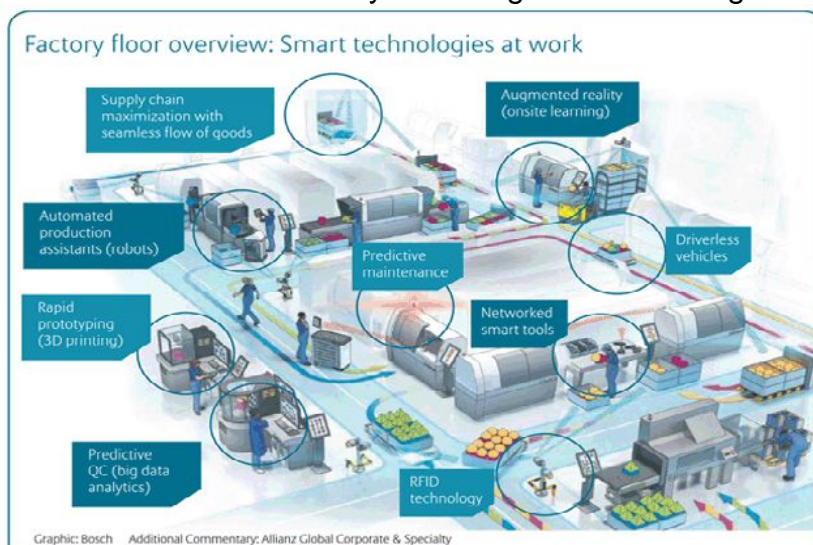 Factory floor overview: Smart technologies at work
Supply chain
maximization with
seamless flow of goods
Augmented reality
(onsite learning)
Automated
production
assistants (robots)
Predictive
maintenance
Driverless
vehicles
Rapid
prototyping
(3D printing)
Networked
smart tools
Predictive
QC (big data
analytics)
RFID
technology
Graphic: Bosch Additional Commentary: Allianz Global Corporate & Specialty